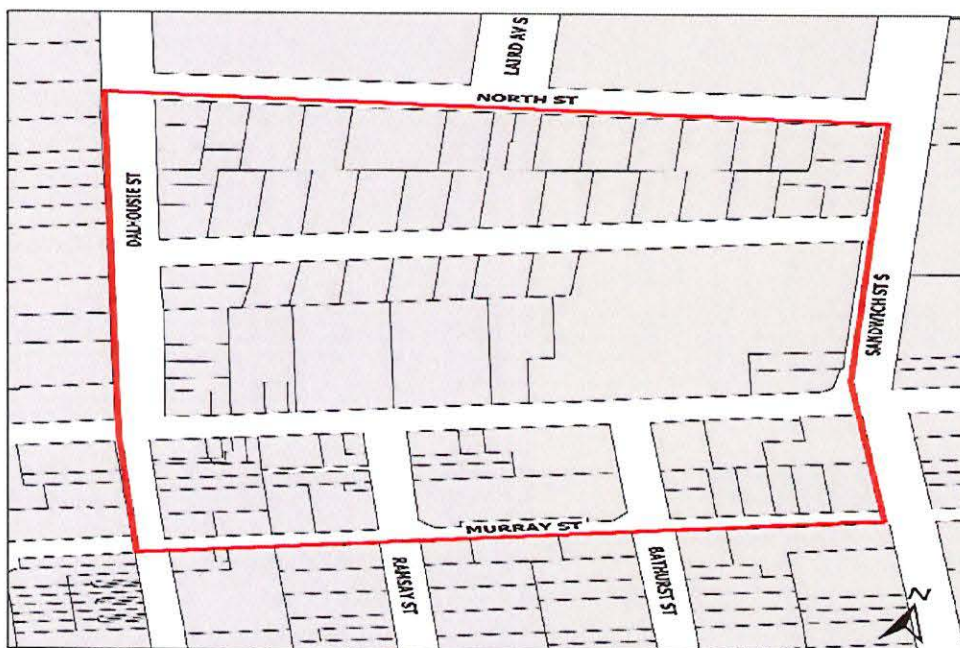 LAIRD AV S
NORTH ST
DALHOUSIE ST
SANDWICH ST S
MURRAY ST
RAMSAY ST
BATHURST ST
N